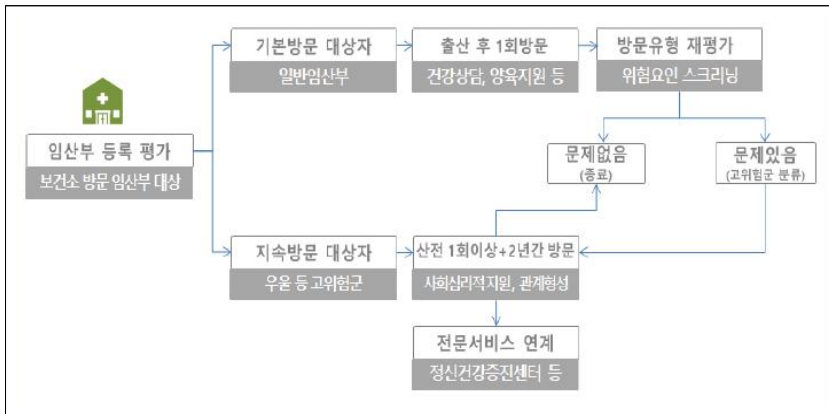 기본방문 대상자
일반임산부
출산 후 1회방문
건강상담, 양육지원 등
방문유형 재평가
위험요인 스크리닝
임산부 등록 평가
보건소 방문 임산부 대상
문제없음
(종료)
문제있음
(고위험군 분류)
지속방문 대상자
우울 등 고위험군
산전 1회이상+2년간 방문
사회심리적지원, 관계형성
전문서비스 연계
정신건강증진센터 등